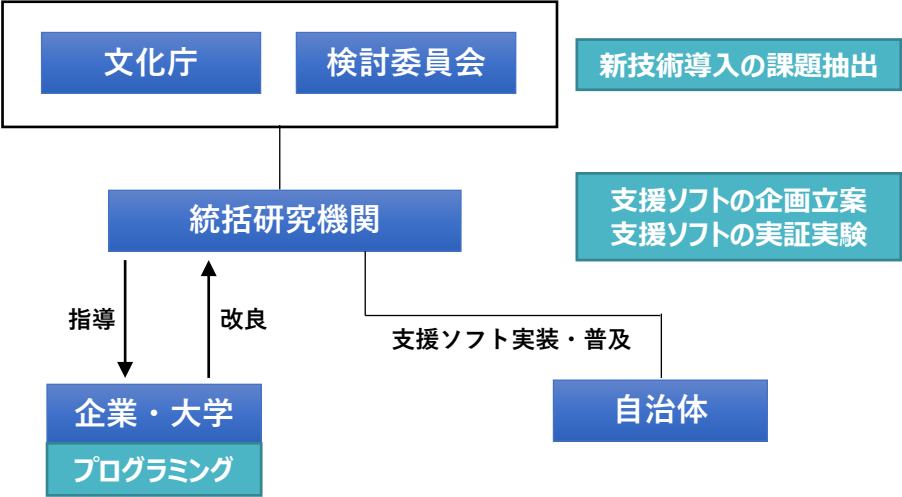 文化庁
検討委員会
新技術導入の課題抽出
統括研究機関
支援ソフトの企画立案
支援ソフトの実証実験
指導
改良
支援ソフト実装・普及
企業・大学
自治体
プログラミング